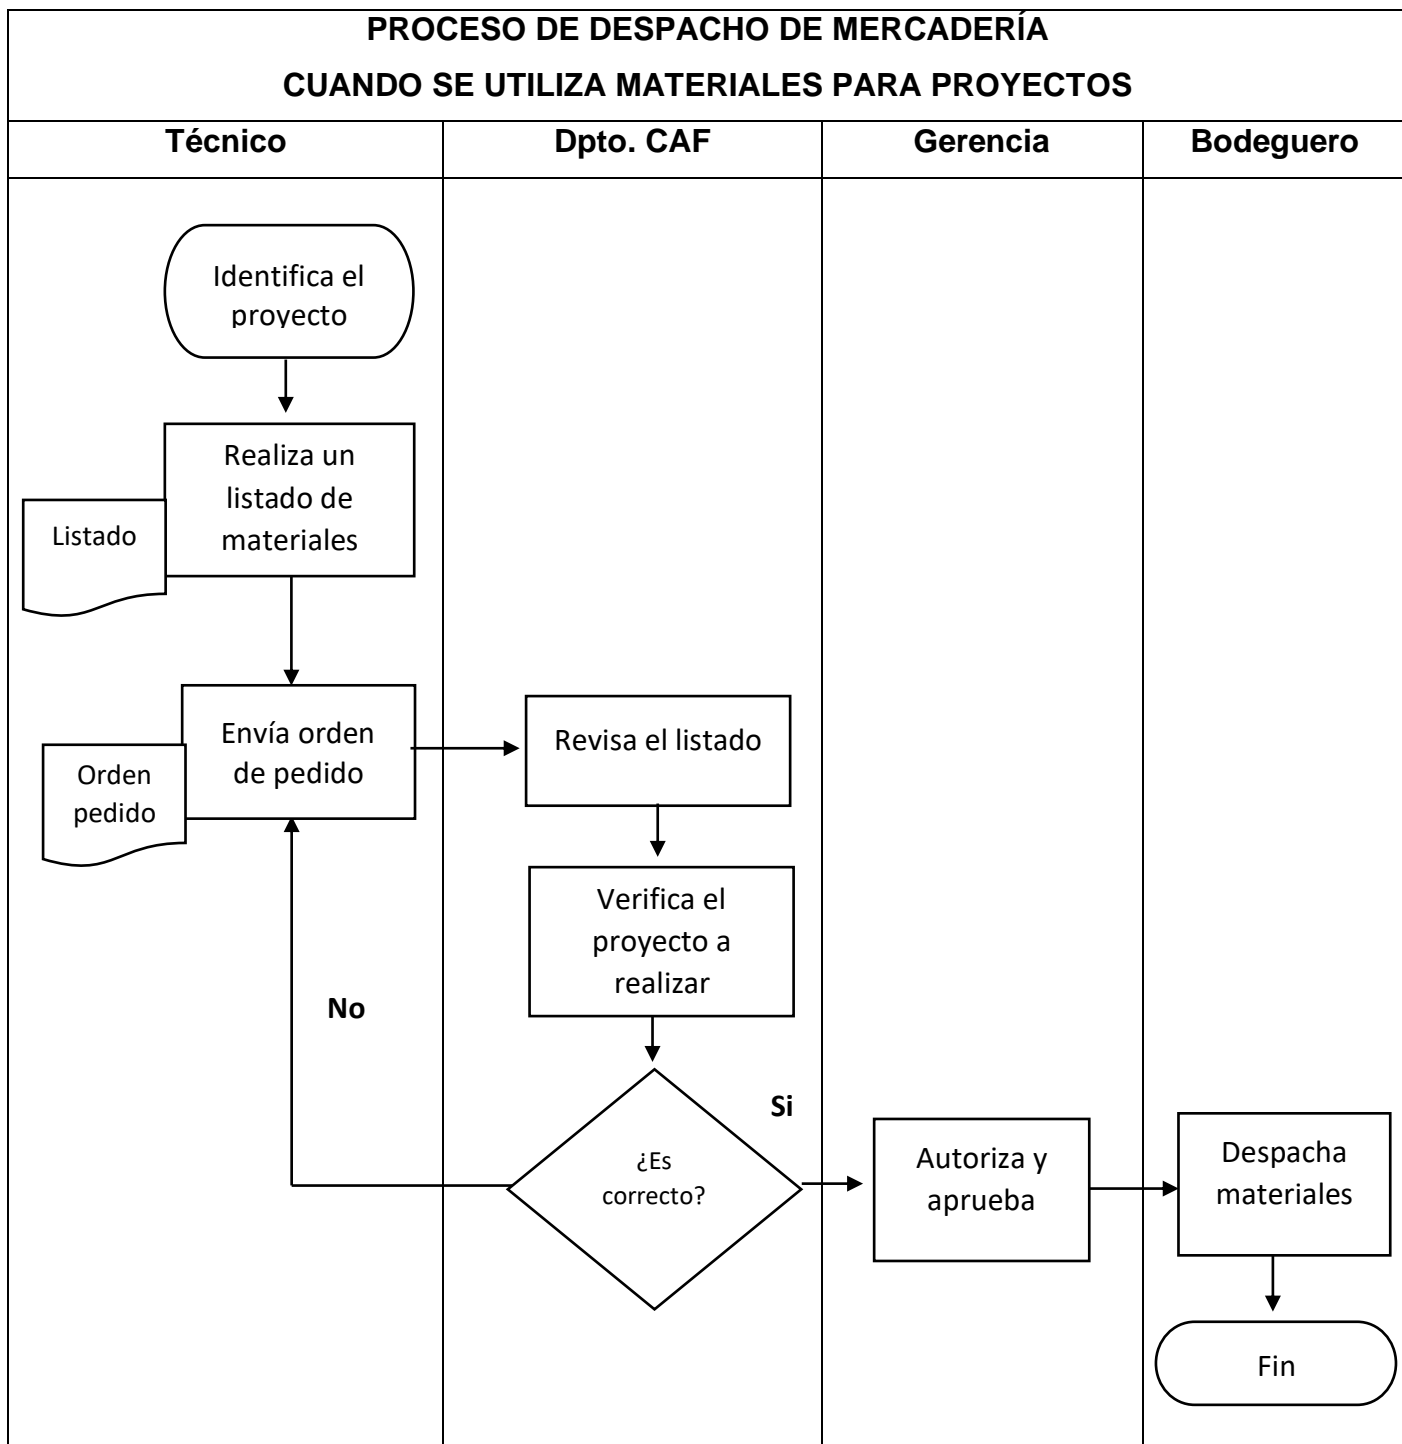 PROCESO DE DESPACHO DE MERCADERÍA
CUANDO SE UTILIZA MATERIALES PARA PROYECTOS
Técnico
Dpto. CAF
Gerencia
Bodeguero
Identifica el
proyecto
Realiza un
listado de
materiales
Listado
Envía orden
de pedido
Orden
pedido
Revisa el listado
Verifica el
proyecto a
realizar
No
Si
¿Es
correcto?
Autoriza y
aprueba
Despacha
materiales
Fin